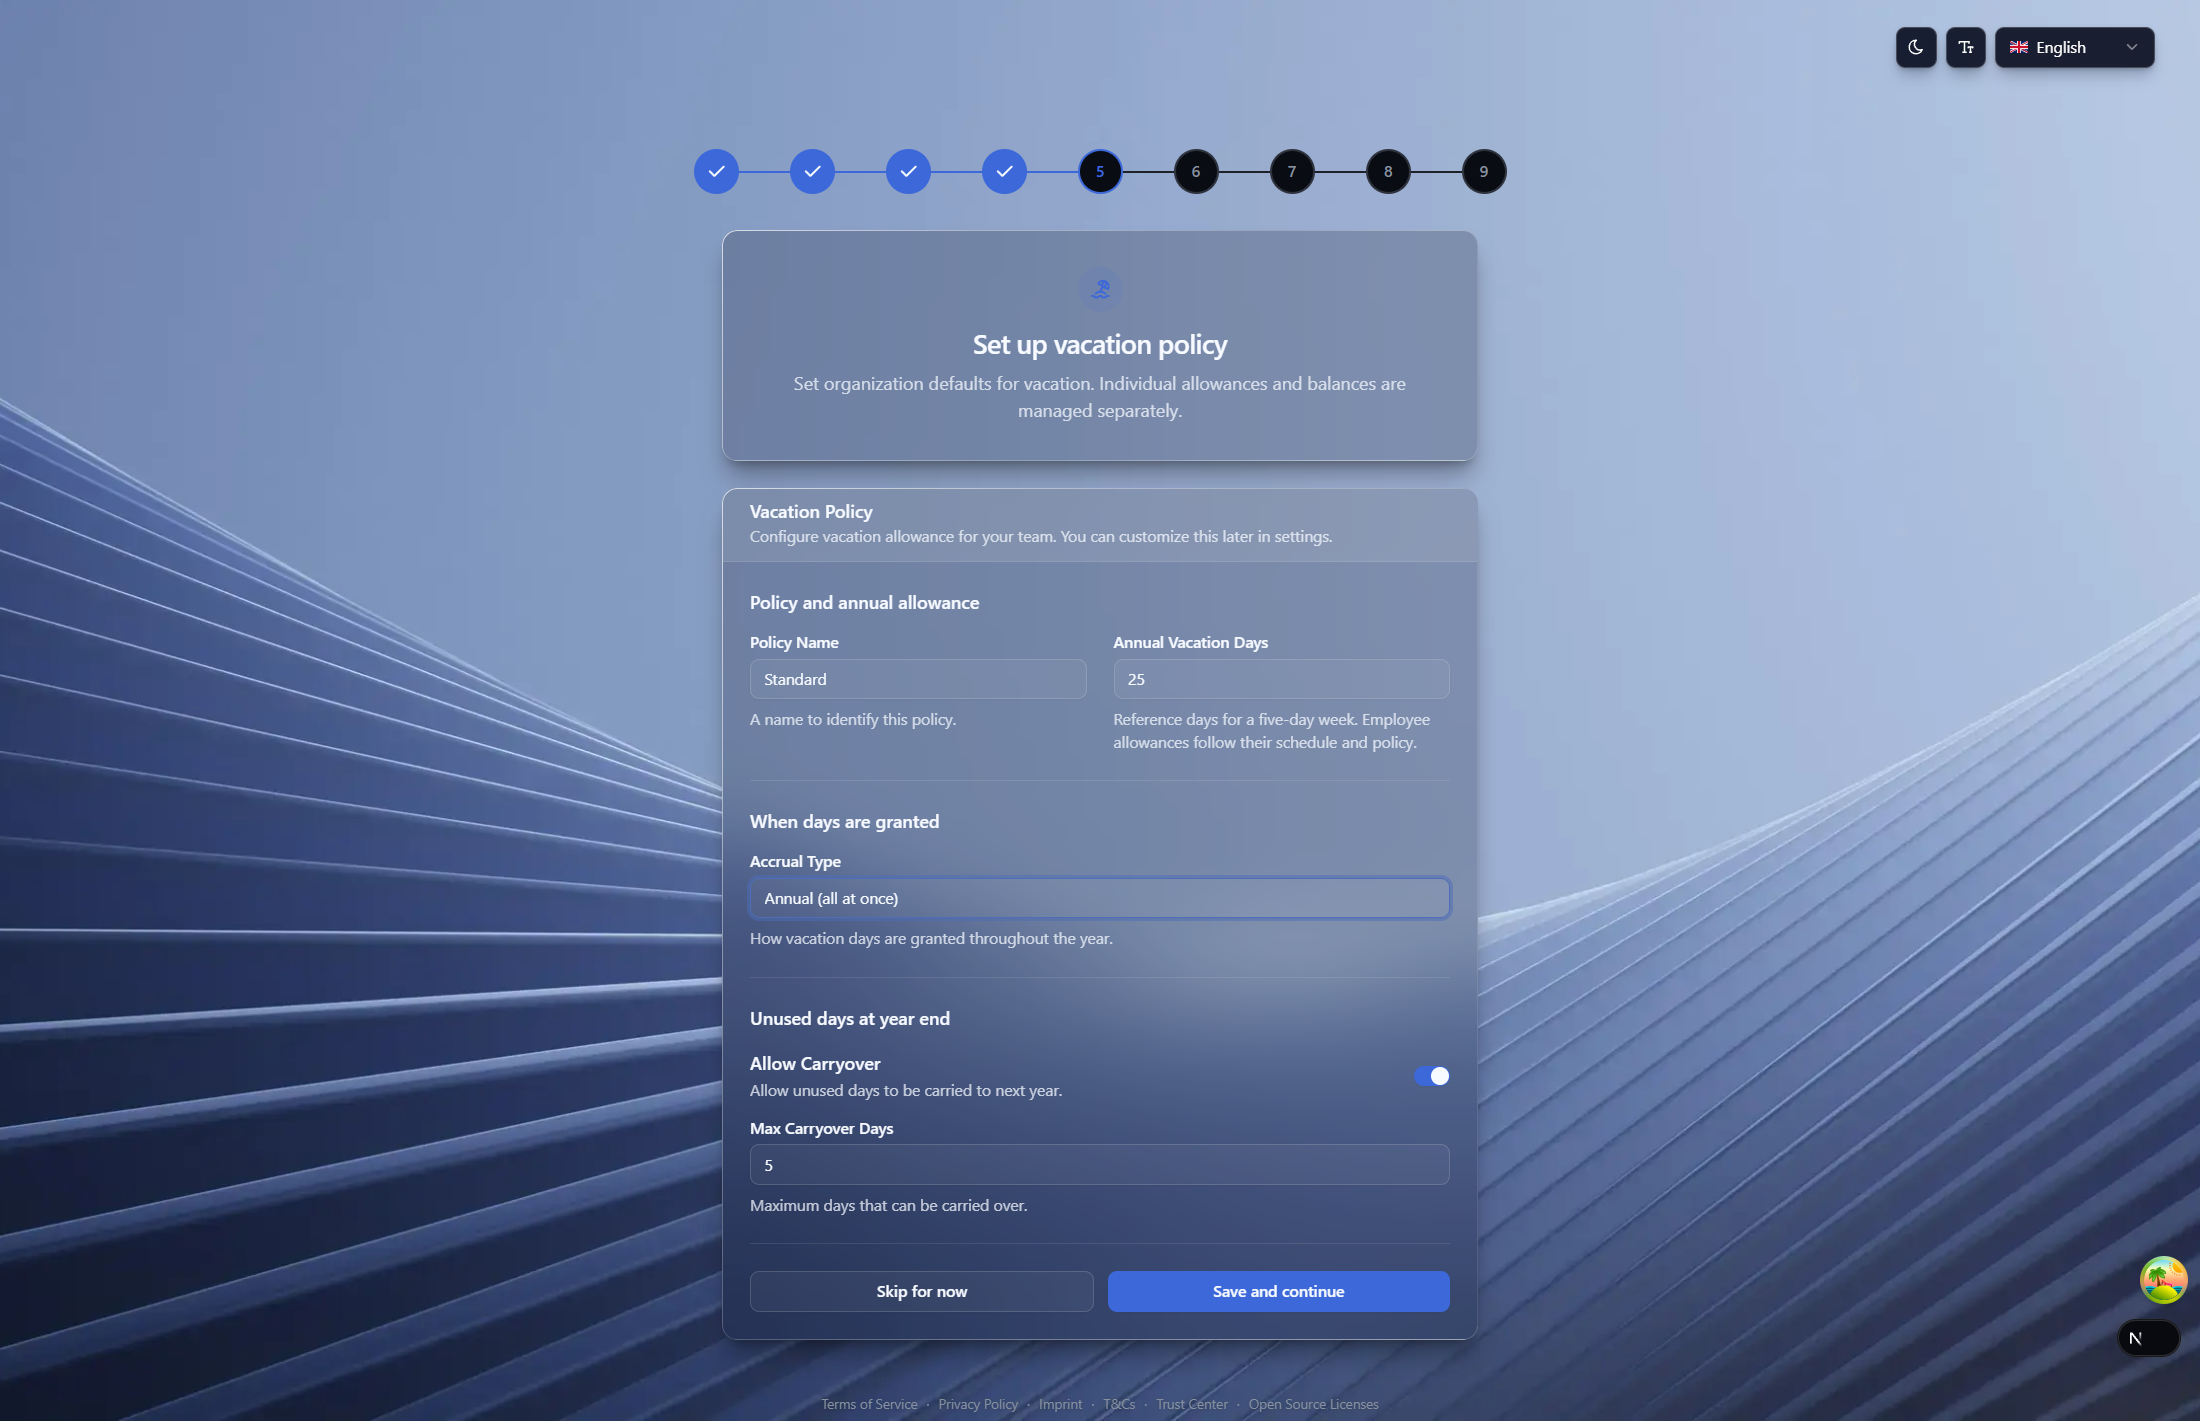 English
5
6
7
8
9
Set up vacation policy
Set organization defaults for vacation. Individual allowances and balances are
managed separately.
Vacation Policy
Configure vacation allowance for your team. You can customize this later in settings.
Policy and annual allowance
Policy Name
Standard
A name to identify this policy.
Annual Vacation Days
25
Reference days for a five-day week. Employee
allowances follow their schedule and policy.
When days are granted
Accrual Type
Annual (all at once)
How vacation days are granted throughout the year.
Unused days at year end
Allow Carryover
Allow unused days to be carried to next year.
Max Carryover Days
5
Maximum days that can be carried over.
Skip for now
Save and continue
Terms of Service · Privacy Policy · Imprint · T&Cs · Trust Center · Open Source Licenses